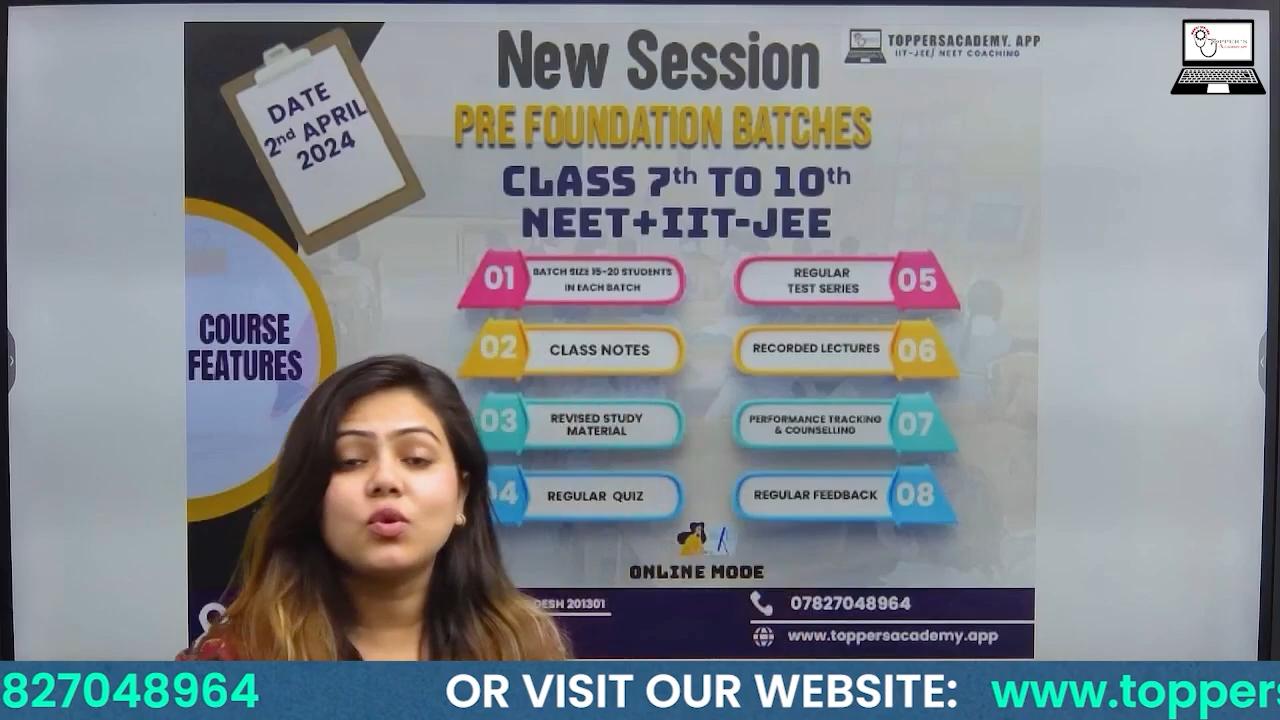 New Session
TOPPERSACADEMY. APP
IIT-JEE/ NEET COACHING
DATE
2nd APRIL
2024
PRE FOUNDATION BATCHES
CLASS 7th TO 10th
NEET+IIT-JEE
COURSE
FEATURES
01 BATCH SIZE 15-20 STUDENTS
IN EACH BATCH
02 CLASS NOTES
03 REVISED STUDY
MATERIAL
04 REGULAR QUIZ
REGULAR
TEST SERIES 05
RECORDED LECTURES 06
PERFORMANCE TRACKING
& COUNSELLING 07
REGULAR FEEDBACK 08
ONLINE MODE
201301
07827048964
www.toppersacademy.app
827048964 OR VISIT OUR WEBSITE: www.toppers